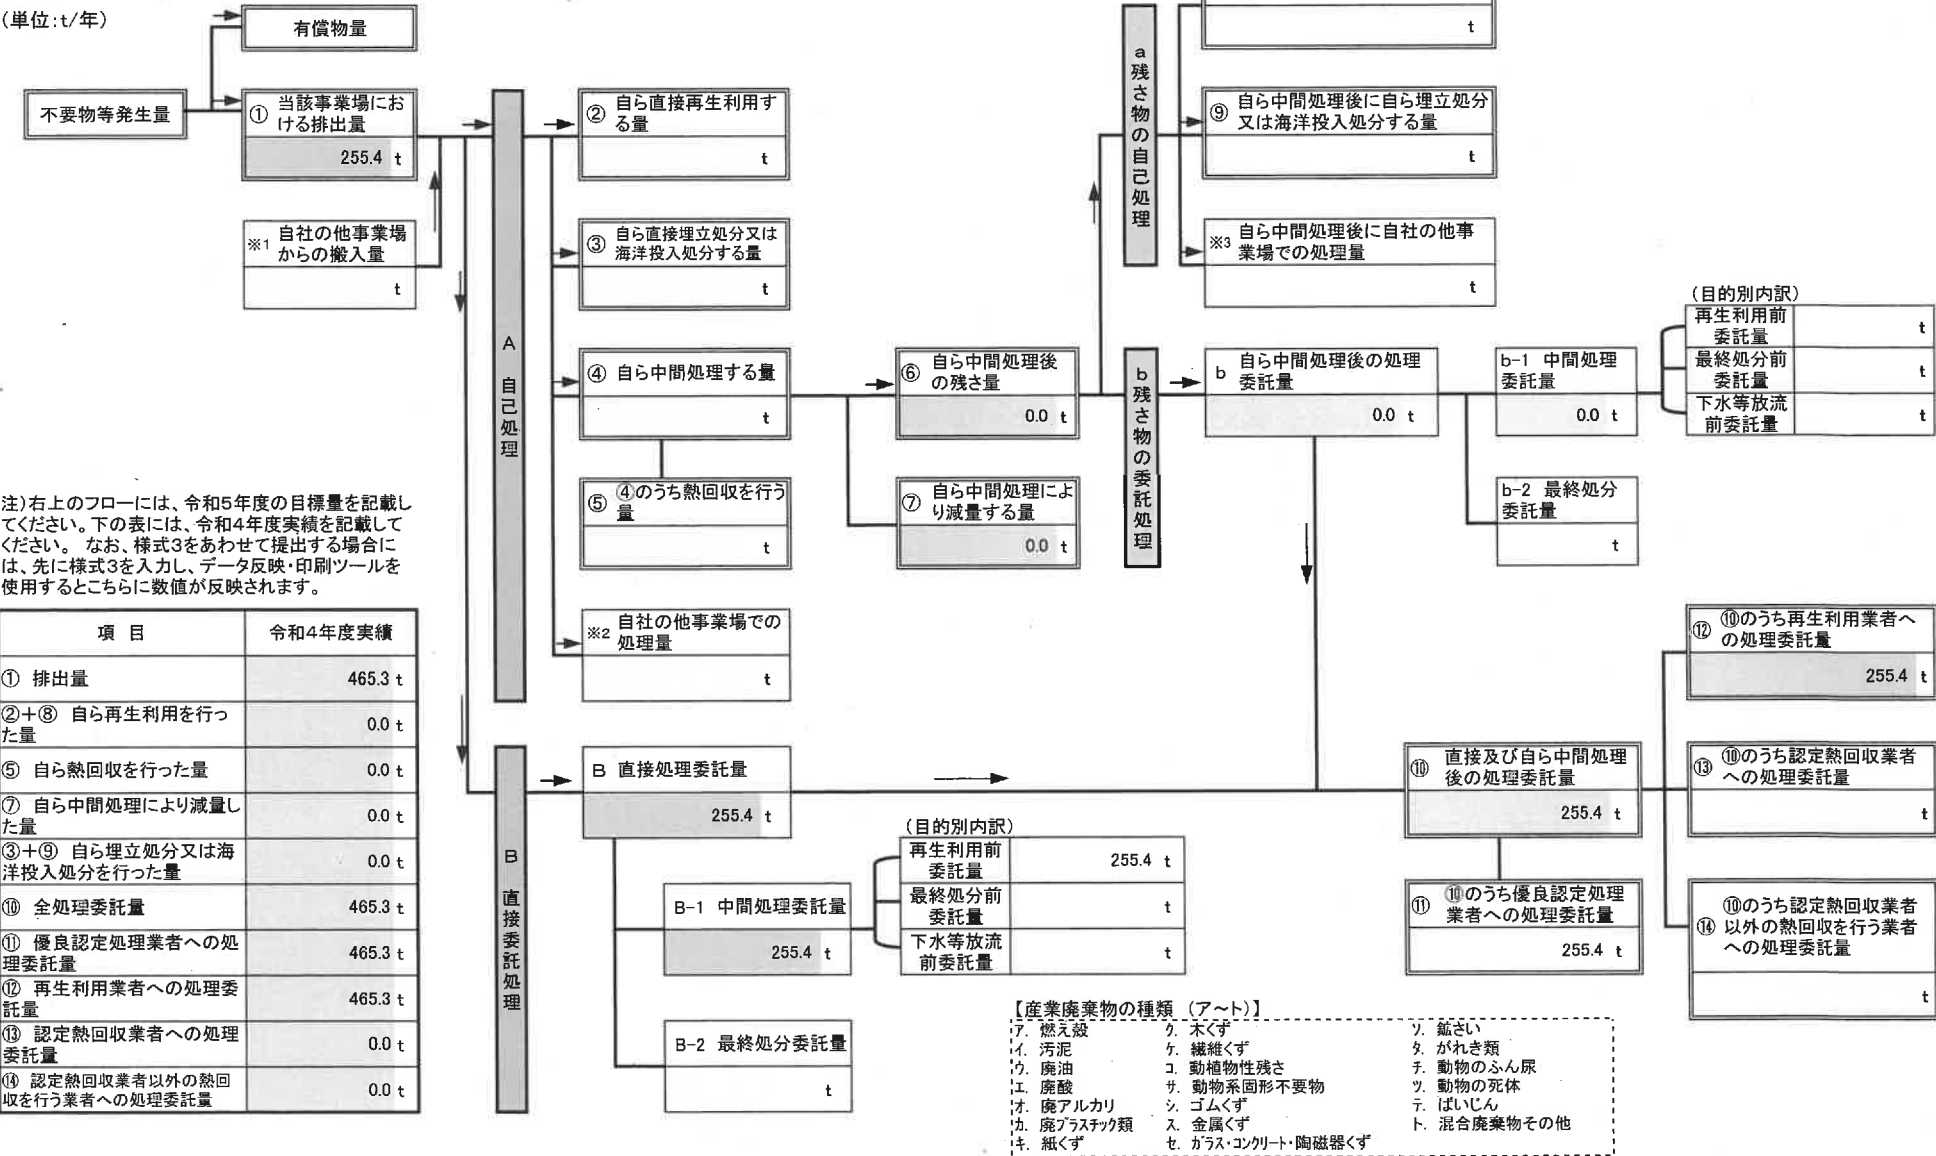 (単位:t/年)
有償物量
不要物等発生量
① 当該事業場にお
ける排出量
255.4 t
※1 自社の他事業場
からの搬入量
t
A 自己処理
② 自ら直接再生利用す
る量
t
③ 自ら直接埋立処分又は
海洋投入処分する量
t
④ 自ら中間処理する量
t
⑤ ④のうち熱回収を行う
量
t
※2 自社の他事業場での
処理量
t
⑥ 自ら中間処理後
の残さ量
0.0 t
⑦ 自ら中間処理によ
り減量する量
0.0 t
a 残さ物の自己処理
t
⑨ 自ら中間処理後に自ら埋立処分
又は海洋投入処分する量
t
※3 自ら中間処理後に自社の他事
業場での処理量
t
b 残さ物の委託処理
b 自ら中間処理後の処理
委託量
0.0 t
b-1 中間処理
委託量
0.0 t
(目的別内訳)
再生利用前
委託量
t
最終処分前
委託量
t
下水等放流
前委託量
t
b-2 最終処分
委託量
t
注)右上のフローには、令和5年度の目標量を記載し
てください。下の表には、令和4年度実績を記載して
ください。 なお、様式3をあわせて提出する場合に
は、先に様式3を入力し、データ反映・印刷ツールを
使用するとこちらに数値が反映されます。
項 目 令和4年度実績
① 排出量 465.3 t
②+⑧ 自ら再生利用を行っ
た量 0.0 t
⑤ 自ら熱回収を行った量 0.0 t
⑦ 自ら中間処理により減量し
た量 0.0 t
③+⑨ 自ら埋立処分又は海
洋投入処分を行った量 0.0 t
⑩ 全処理委託量 465.3 t
⑪ 優良認定処理業者への処
理委託量 465.3 t
⑫ 再生利用業者への処理委
託量 465.3 t
⑬ 認定熱回収業者への処理
委託量 0.0 t
⑭ 認定熱回収業者以外の熱回
収を行う業者への処理委託量 0.0 t
B 直接委託処理
B 直接処理委託量
255.4 t
B-1 中間処理委託量
255.4 t
(目的別内訳)
再生利用前
委託量
255.4 t
最終処分前
委託量
t
下水等放流
前委託量
t
B-2 最終処分委託量
t
⑩ 直接及び自ら中間処理
後の処理委託量
255.4 t
⑪ ⑩のうち優良認定処理
業者への処理委託量
255.4 t
⑫ ⑩のうち再生利用業者へ
の処理委託量
255.4 t
⑬ ⑩のうち認定熱回収業者
への処理委託量
t
⑭ ⑩のうち認定熱回収業者
以外の熱回収を行う業者
への処理委託量
t
【産業廃棄物の種類 (ア~ト)】
ア. 燃え殻
イ. 汚泥
ウ. 廃油
エ. 廃酸
オ. 廃アルカリ
カ. 廃プラスチック類
キ. 紙くず
ク. 木くず
ケ. 繊維くず
コ. 動植物性残さ
サ. 動物系固形不要物
シ. ゴムくず
ス. 金属くず
セ. ガラス・コンクリート・陶磁器くず
ソ. 鉱さい
タ. がれき類
チ. 動物のふん尿
ツ. 動物の死体
テ. ばいじん
ト. 混合廃棄物その他